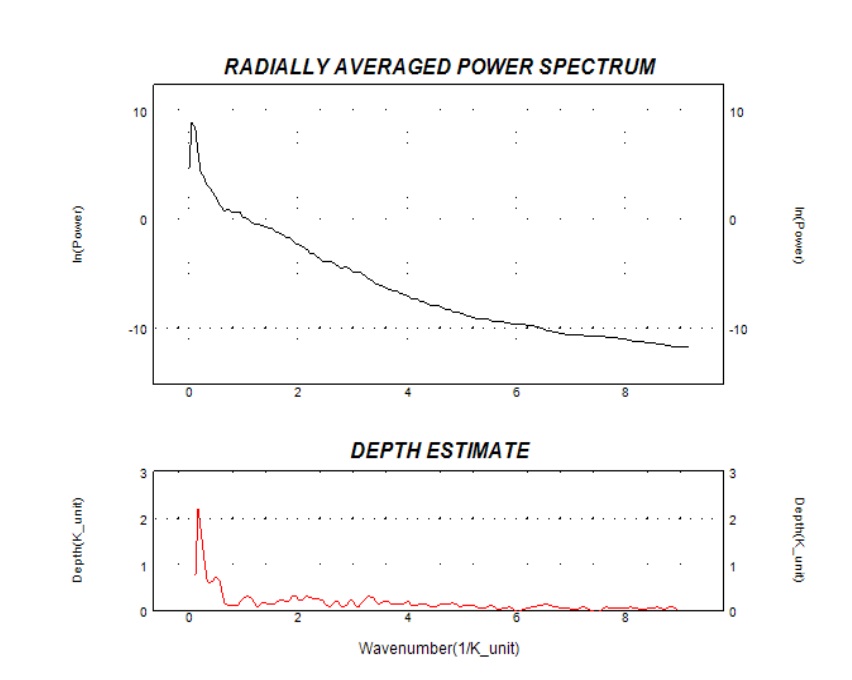 RADIALLY AVERAGED POWER SPECTRUM
10 10
0 0
-10 -10
ln(Power) ln(Power)
0 2 4 6 8
DEPTH ESTIMATE
3 3
2 2
1 1
0 0
Depth(K_unit) Depth(K_unit)
0 2 4 6 8
Wavenumber(1/K_unit)